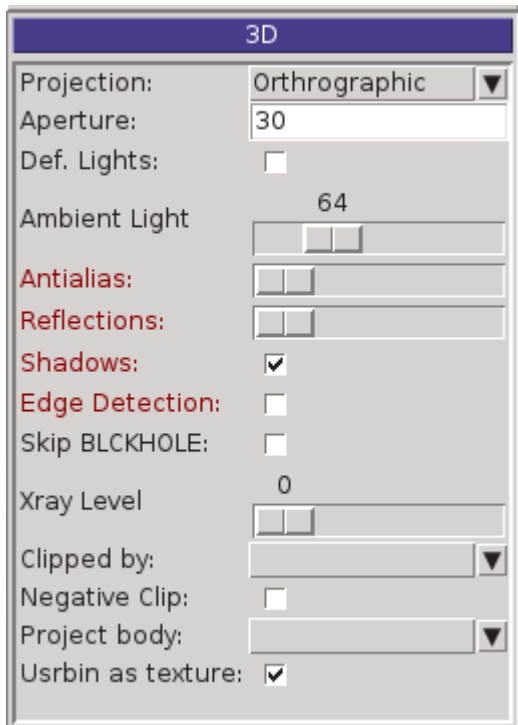 3D
Projection: Orthrographic
Aperture: 30
Def. Lights:
64
Ambient Light
Antialias:
Reflections:
Shadows:
Edge Detection:
Skip BLCKHOLE:
0
Xray Level
Clipped by:
Negative Clip:
Project body:
Usrbin as texture: